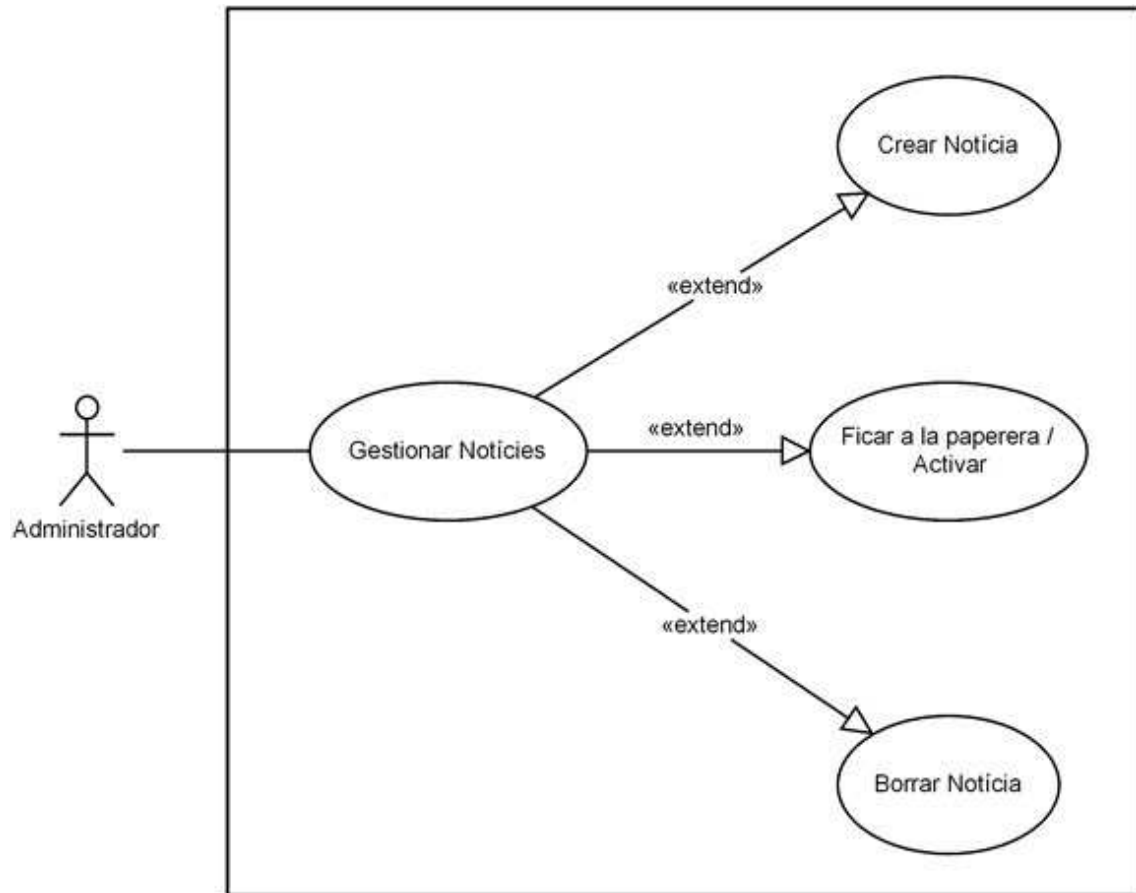 Crear Notícia
«extend»
«extend»
Ficar a la paperera /
Activar
Gestionar Notícies
Administrador
«extend»
Borrar Notícia